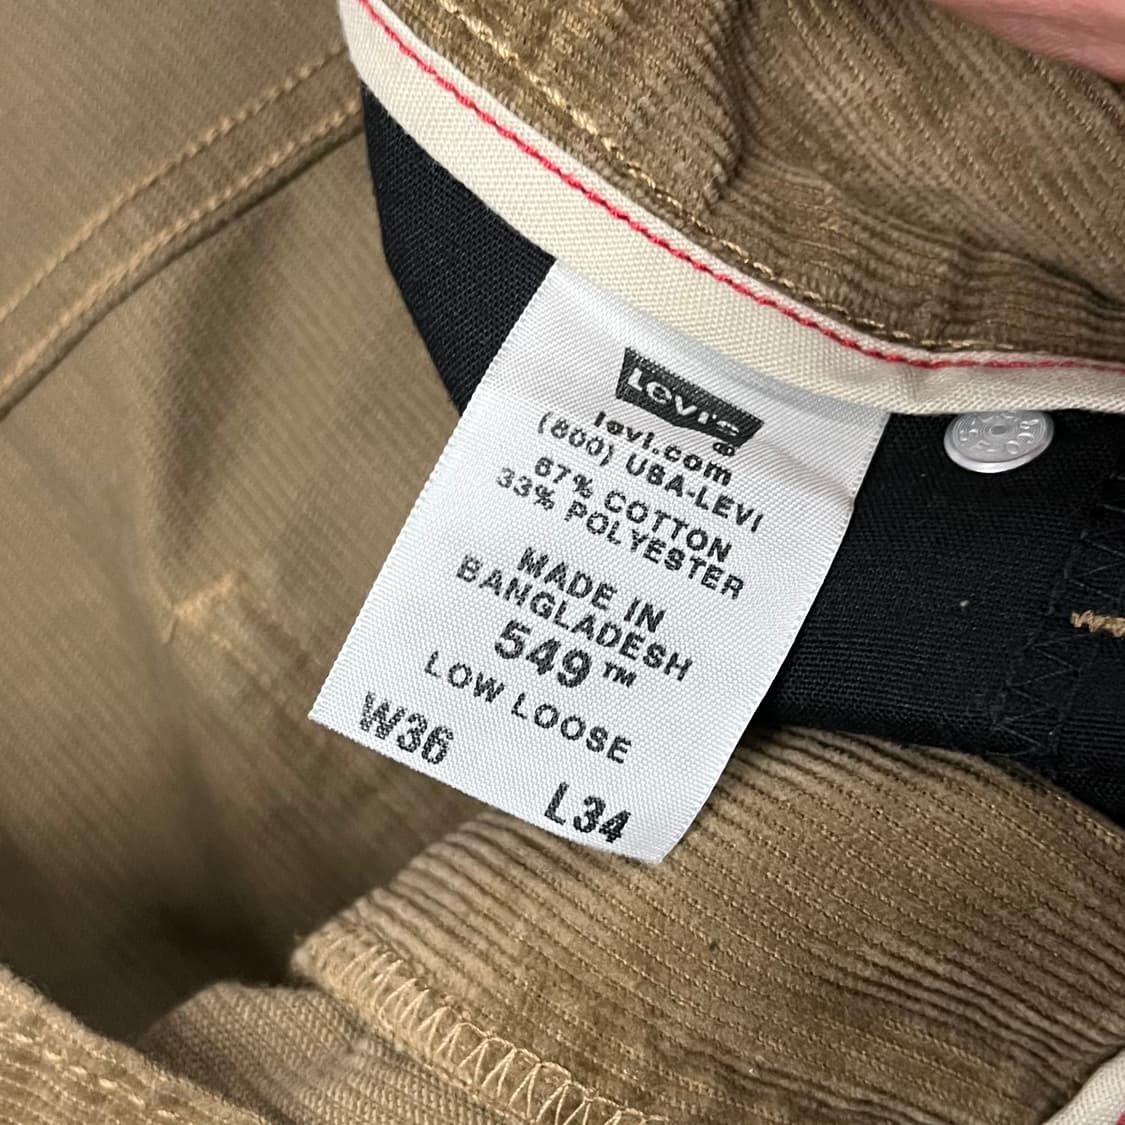 Levi's®
levi.com
(800) USA-LEVI
67% COTTON
33% POLYESTER
MADE IN
BANGLADESH
549™
LOW LOOSE
W36
L34